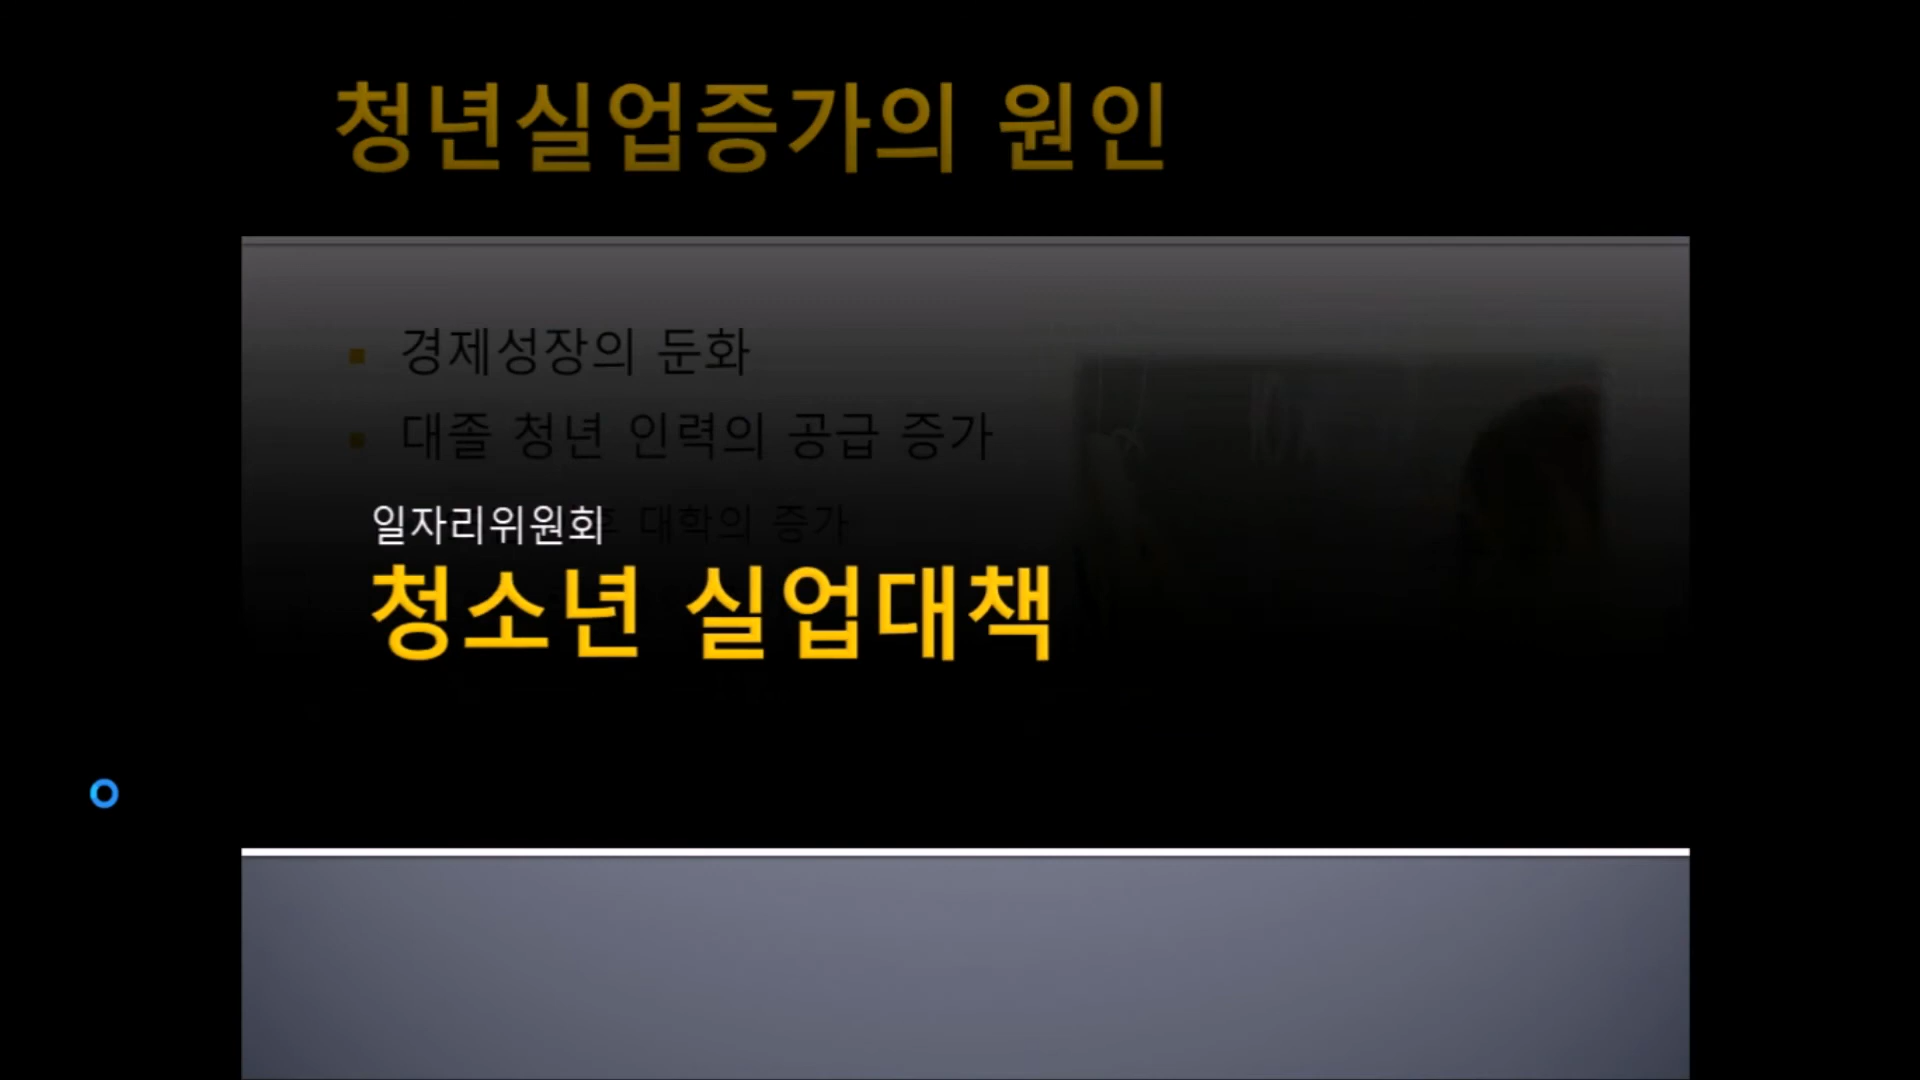 청년실업증가의 원인
경제성장의 둔화
대졸 청년 인력의 공급 증가
대학의 증가
일자리위원회
청소년 실업대책